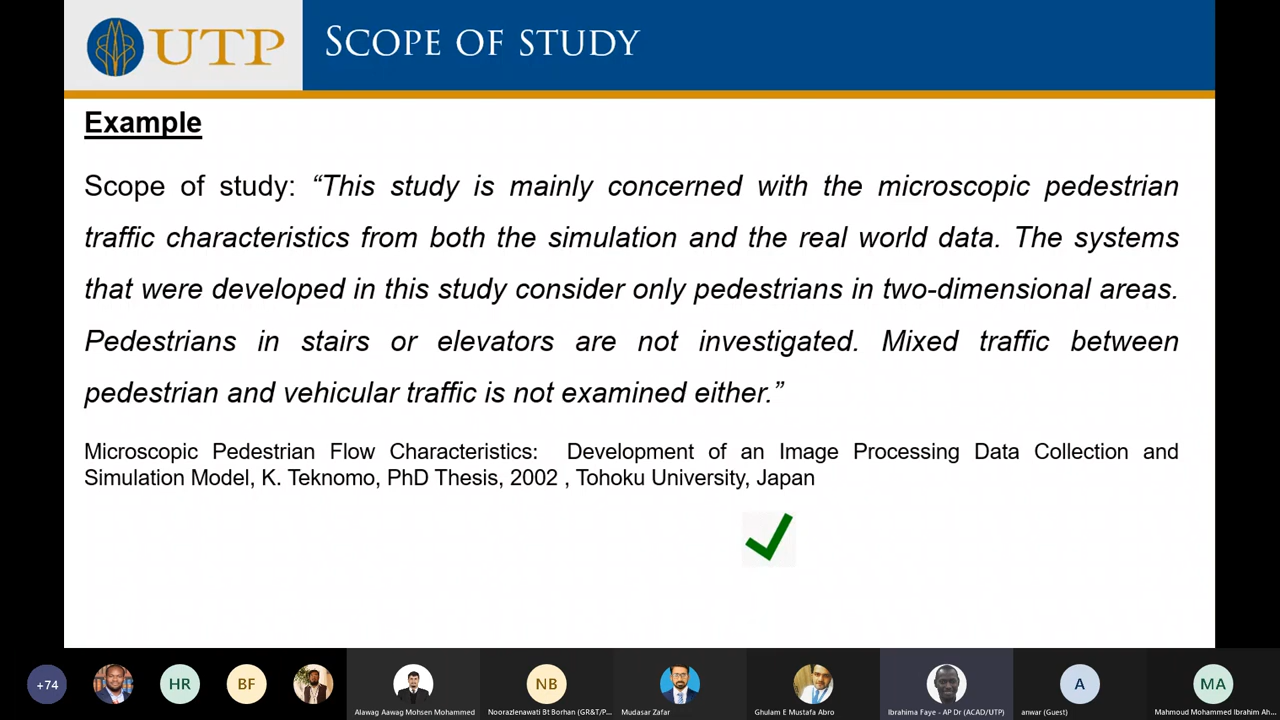 UTP SCOPE OF STUDY
Example
Scope of study: “This study is mainly concerned with the microscopic pedestrian
traffic characteristics from both the simulation and the real world data. The systems
that were developed in this study consider only pedestrians in two-dimensional areas.
Pedestrians in stairs or elevators are not investigated. Mixed traffic between
pedestrian and vehicular traffic is not examined either.”
Microscopic Pedestrian Flow Characteristics: Development of an Image Processing Data Collection and
Simulation Model, K. Teknomo, PhD Thesis, 2002 , Tohoku University, Japan
+74 HR BF NB A MA
Alawag Aawag Mohsen Mohammed Noorazlenawati Bt Borhan (GR&T/P... Mudasar Zafar Ghulam E Mustafa Abro Ibrahima Faye - AP Dr (ACAD/UTP) anwar (Guest) Mahmoud Mohammed Ibrahim Ah...